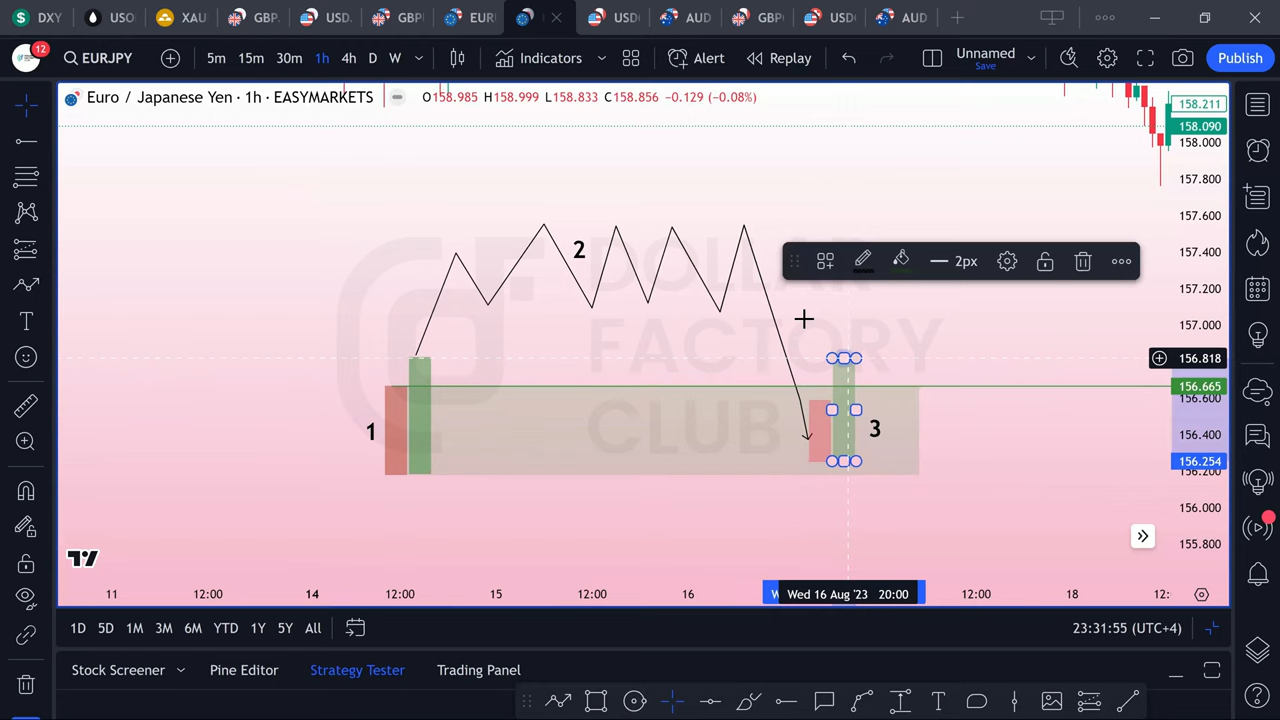 DXY USO XAU GBP. USD. GBP EUR USD AUD GBP USD AUD
12 EURJPY 5m 15m 30m 1h 4h D W Indicators Alert Replay Unnamed Save Publish
Euro / Japanese Yen · 1h · EASYMARKETS O158.985 H158.999 L158.833 C158.856 −0.129 (−0.08%)
158.211
158.090
158.000
157.800
157.600
157.400
157.200
157.000
156.818
156.665
156.600
156.400
156.254
156.200
156.000
155.800
2
2px
DOLLAR
FACTORY
CLUB
1
3
11 12:00 14 12:00 15 12:00 16 Wed 16 Aug '23 20:00 12:00 18 12:
1D 5D 1M 3M 6M YTD 1Y 5Y All 23:31:55 (UTC+4)
Stock Screener Pine Editor Strategy Tester Trading Panel